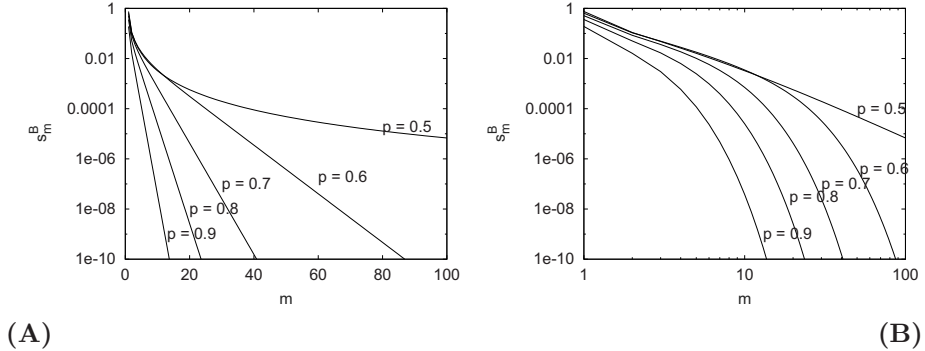 1
0.01
0.0001
1e-06
1e-08
1e-10
s_m^B
p = 0.5
p = 0.6
p = 0.7
p = 0.8
p = 0.9
0 20 40 60 80 100
m
(A)
1
0.01
0.0001
1e-06
1e-08
1e-10
s_m^B
p = 0.5
p = 0.6
p = 0.7
p = 0.8
p = 0.9
1 10 100
m
(B)